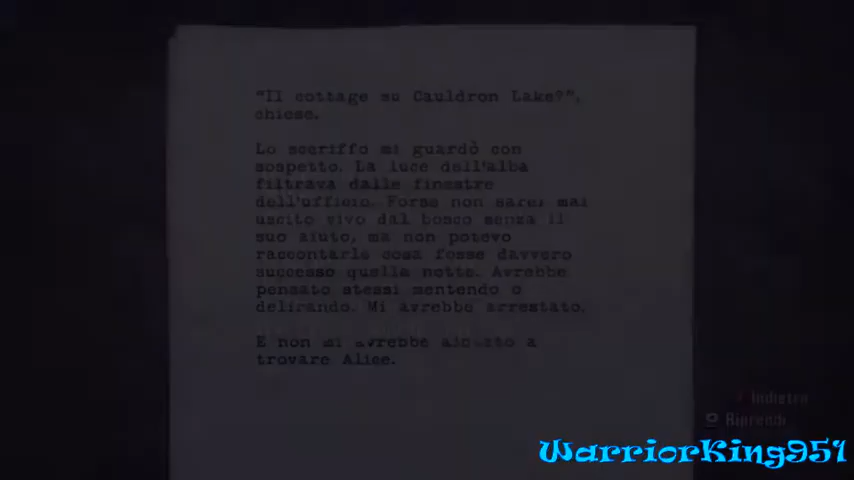 "Il cottage su Cauldron Lake?",
chiese.
Lo sceriffo mi guardò con
sospetto. La luce dell'alba
filtrava dalle finestre
dell'ufficio. Forse non sarei mai
uscito vivo dal bosco senza il
suo aiuto, ma non potevo
raccontarle cosa fosse davvero
successo quella notte. Avrebbe
pensato stessi mentendo o
delirando. Mi avrebbe arrestato.
E non mi avrebbe aiutato a
trovare Alice.
Indietro
Riprendi
WarriorKing951